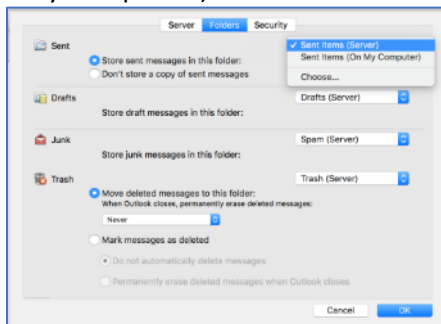 Server Folders Security
Sent
✓ Sent Items (Server)
Store sent messages in this folder:
Sent Items (On My Computer)
Don't store a copy of sent messages
Choose...
Drafts
Drafts (Server)
Store draft messages in this folder:
Junk
Spam (Server)
Store junk messages in this folder:
Trash
Trash (Server)
Move deleted messages to this folder:
When Outlook closes, permanently erase deleted messages:
Never
Mark messages as deleted
Do not automatically delete messages
Permanently erase deleted messages when Outlook closes
Cancel OK